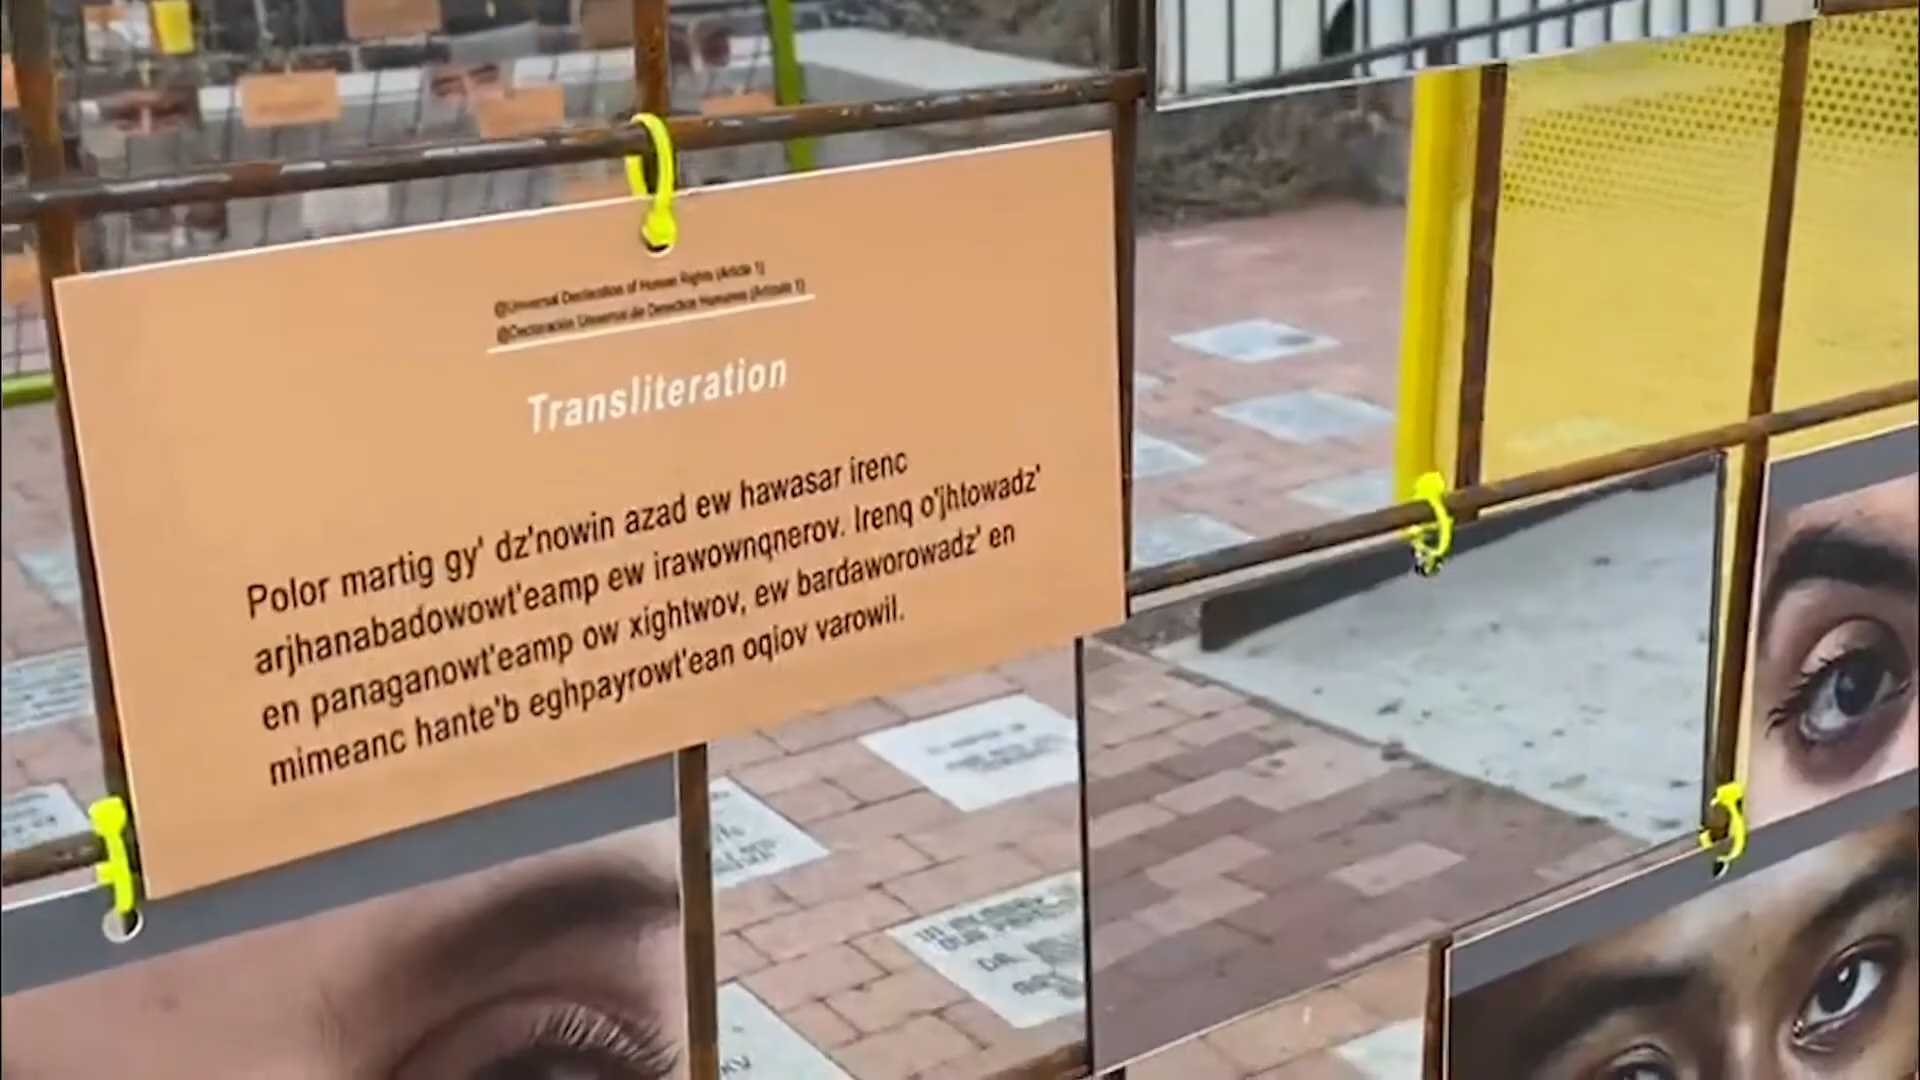 @Universal Declaration of Human Rights (Article 1)
@Declaración Universal de Derechos Humanos (Artículo 1)
Transliteration
Polor martig gy' dz'nowin azad ew hawasar irenc
arjhanabadowowt'eamp ew irawownqnerov. Irenq o'jhtowadz'
en panaganowt'eamp ow xightwov, ew bardaworowadz' en
mimeanc hante'b eghpayrowt'ean oqiov varowil.